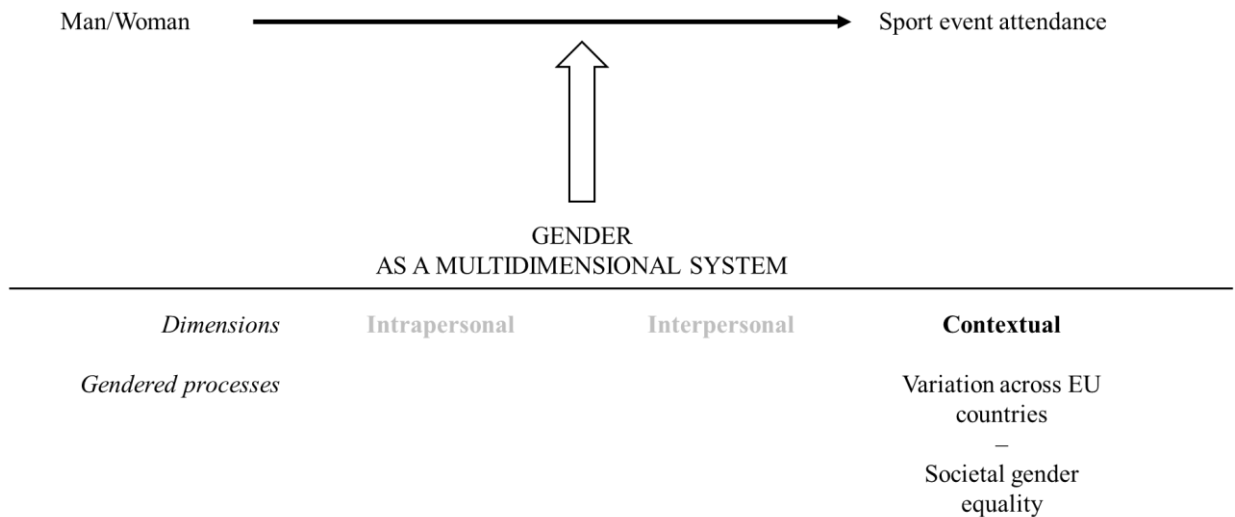 Man/Woman Sport event attendance
GENDER
AS A MULTIDIMENSIONAL SYSTEM
Dimensions Intrapersonal Interpersonal Contextual
Gendered processes Variation across EU
countries
–
Societal gender
equality